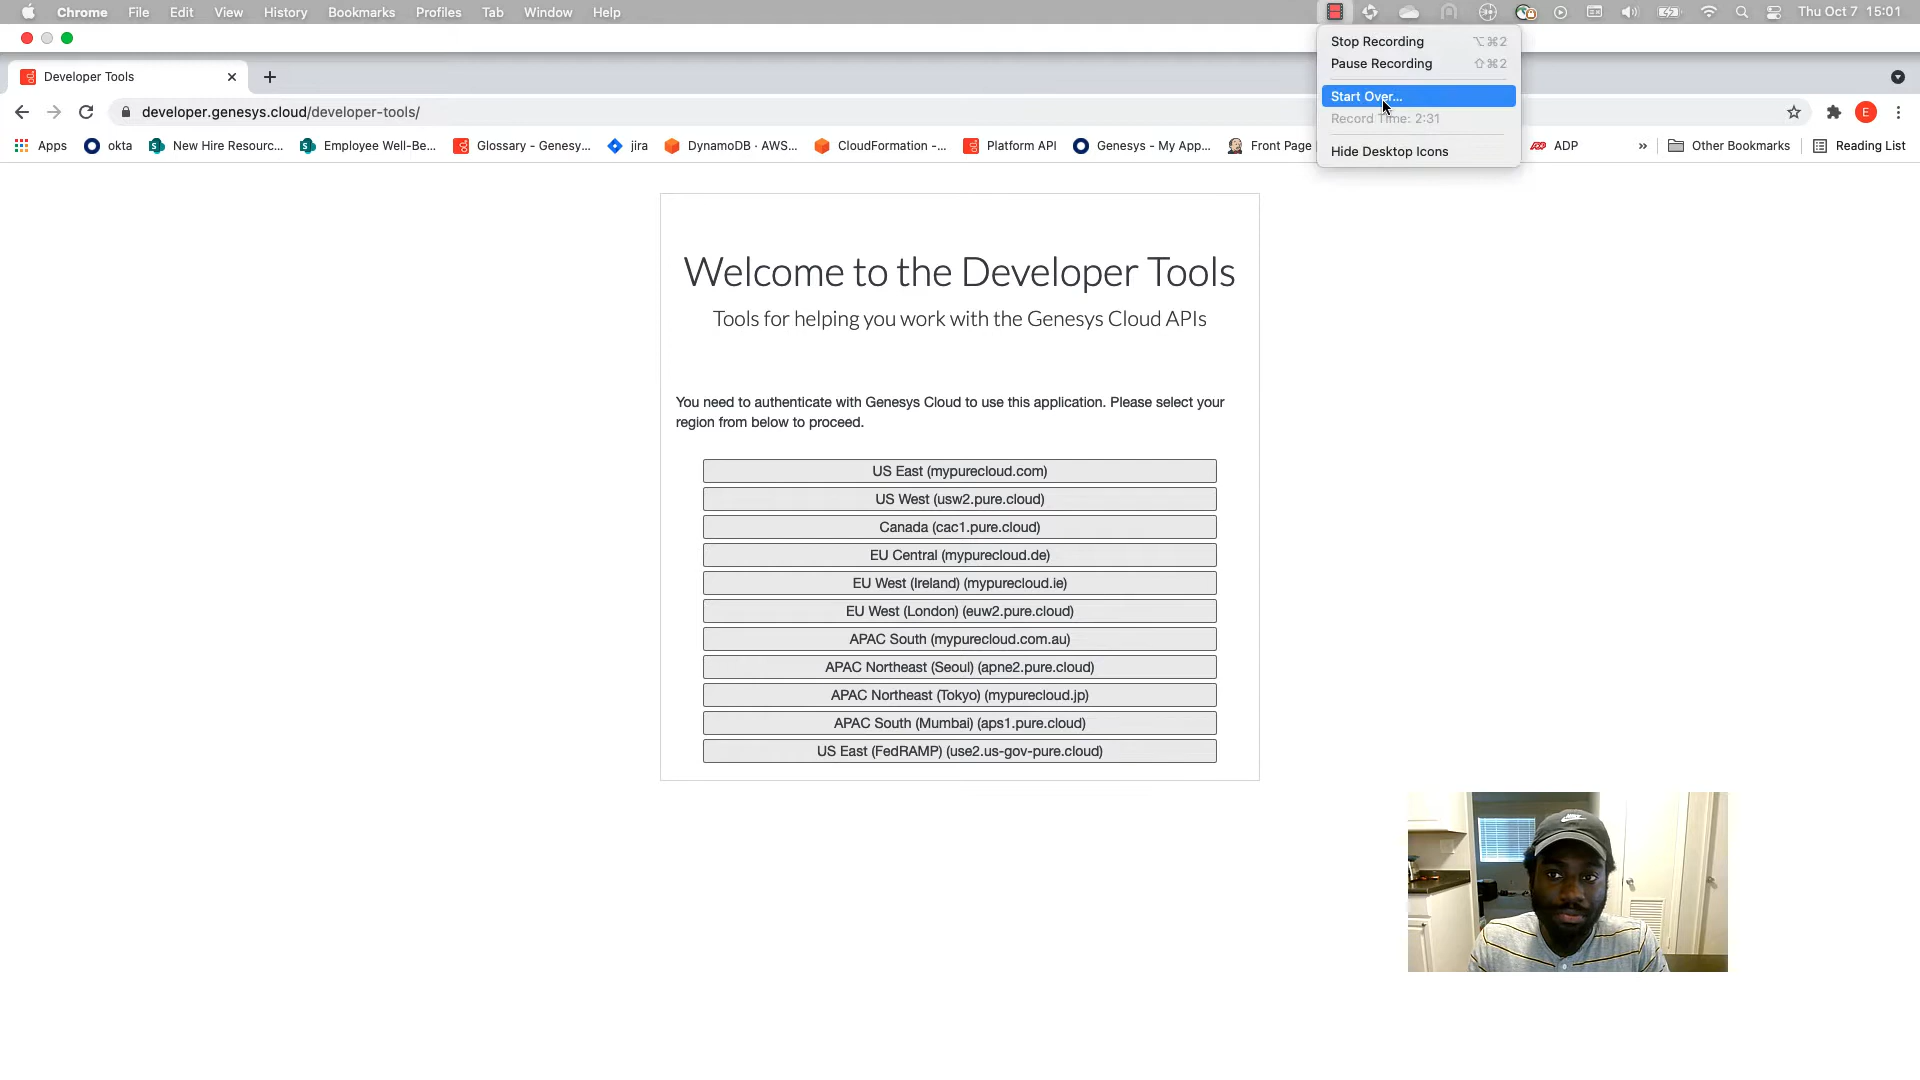 Chrome File Edit View History Bookmarks Profiles Tab Window Help Thu Oct 7 15:01
Stop Recording ⌥⌘2
Pause Recording ⇧⌘2
Start Over...
Record Time: 2:31
Hide Desktop Icons
Developer Tools
developer.genesys.cloud/developer-tools/
E
Apps okta New Hire Resourc... Employee Well-Be... Glossary - Genesy... jira DynamoDB · AWS... CloudFormation -... Platform API Genesys - My App... Front Page ADP » Other Bookmarks Reading List
Welcome to the Developer Tools
Tools for helping you work with the Genesys Cloud APIs
You need to authenticate with Genesys Cloud to use this application. Please select your
region from below to proceed.
US East (mypurecloud.com)
US West (usw2.pure.cloud)
Canada (cac1.pure.cloud)
EU Central (mypurecloud.de)
EU West (Ireland) (mypurecloud.ie)
EU West (London) (euw2.pure.cloud)
APAC South (mypurecloud.com.au)
APAC Northeast (Seoul) (apne2.pure.cloud)
APAC Northeast (Tokyo) (mypurecloud.jp)
APAC South (Mumbai) (aps1.pure.cloud)
US East (FedRAMP) (use2.us-gov-pure.cloud)